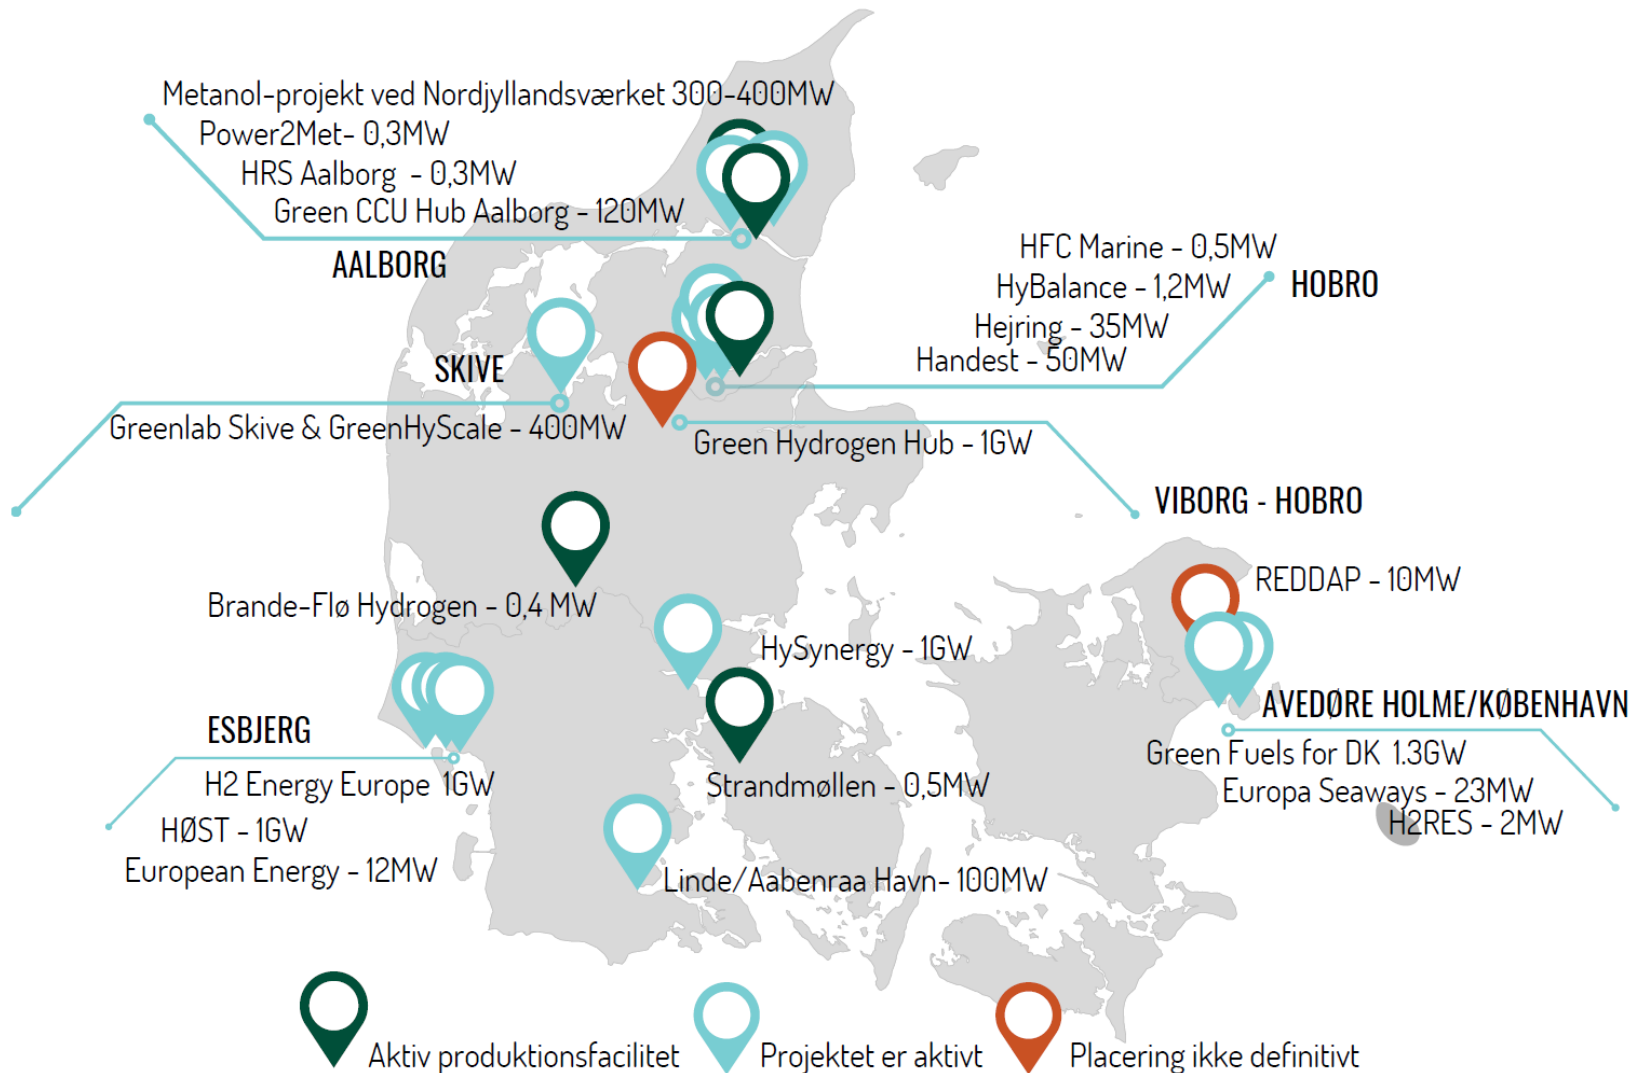 Metanol-projekt ved Nordjyllandsværket 300-400MW
Power2Met- 0,3MW
HRS Aalborg - 0,3MW
Green CCU Hub Aalborg - 120MW
AALBORG
HFC Marine - 0,5MW
HyBalance - 1,2MW
Hejring - 35MW
Handest - 50MW
HOBRO
SKIVE
Greenlab Skive & GreenHyScale - 400MW
Green Hydrogen Hub - 1GW
VIBORG - HOBRO
Brande-Flø Hydrogen - 0,4 MW
REDDAP - 10MW
HySynergy - 1GW
AVEDØRE HOLME/KØBENHAVN
Green Fuels for DK 1.3GW
Europa Seaways - 23MW
H2RES - 2MW
ESBJERG
H2 Energy Europe 1GW
HØST - 1GW
European Energy - 12MW
Strandmøllen - 0,5MW
Linde/Aabenraa Havn- 100MW
Aktiv produktionsfacilitet
Projektet er aktivt
Placering ikke definitivt